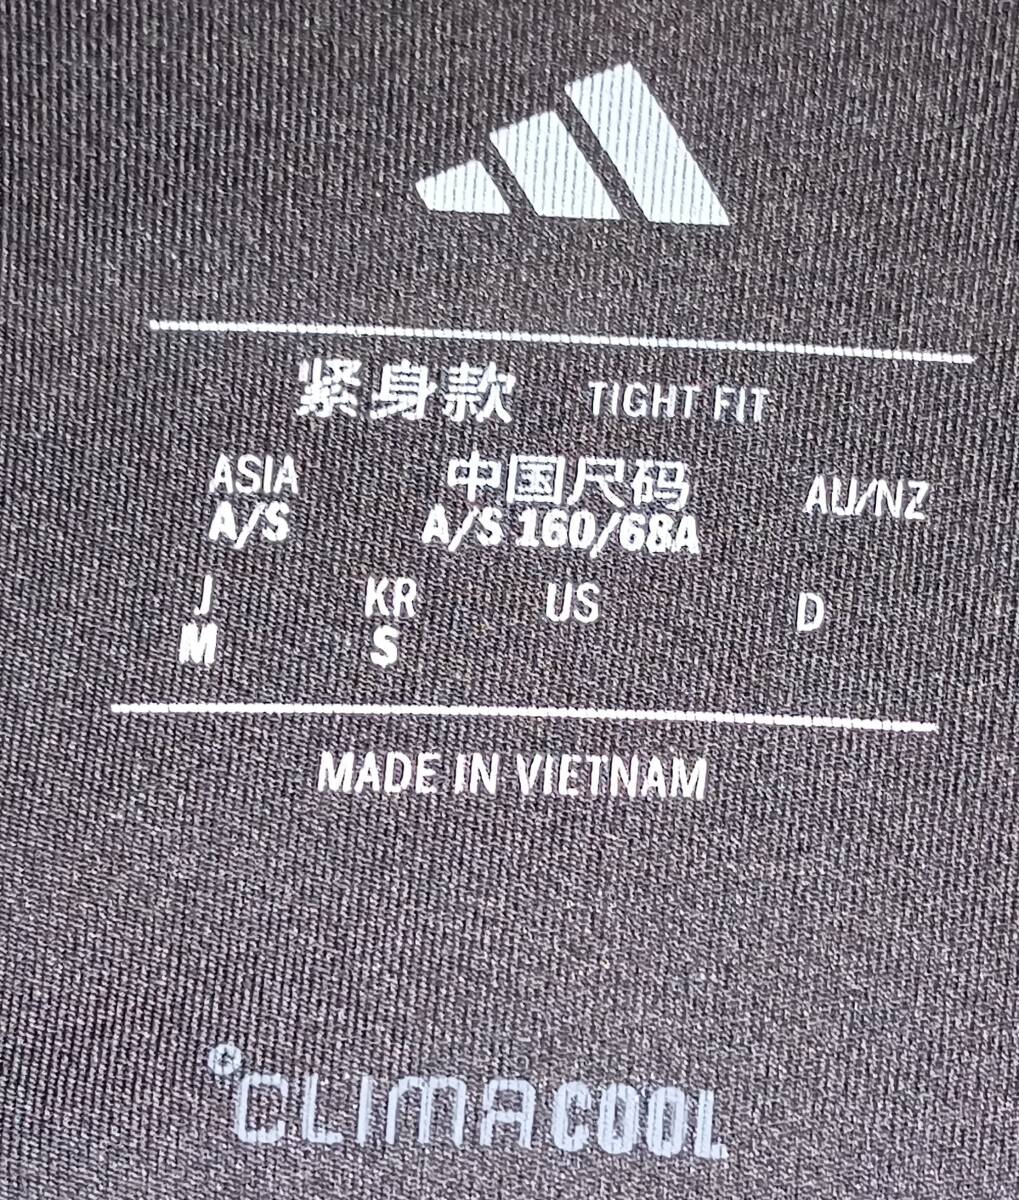 紧身款 TIGHT FIT
ASIA 中国尺码 AU/NZ
A/S A/S 160/68A
J KR US D
M S
MADE IN VIETNAM
°CLIMACOOL